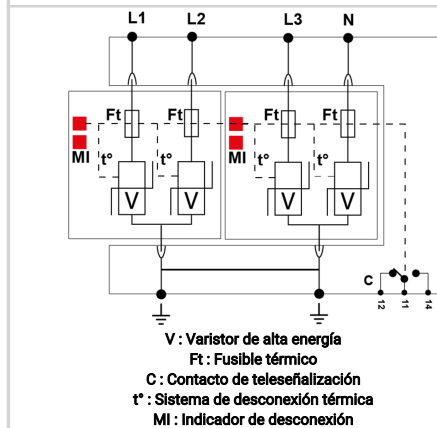 L1 L2 L3 N
Ft Ft Ft Ft
MI t° t° MI t° t°
V V V V
C
12 11 14
V : Varistor de alta energía
Ft : Fusible térmico
C : Contacto de teleseñalización
t° : Sistema de desconexión térmica
MI : Indicador de desconexión